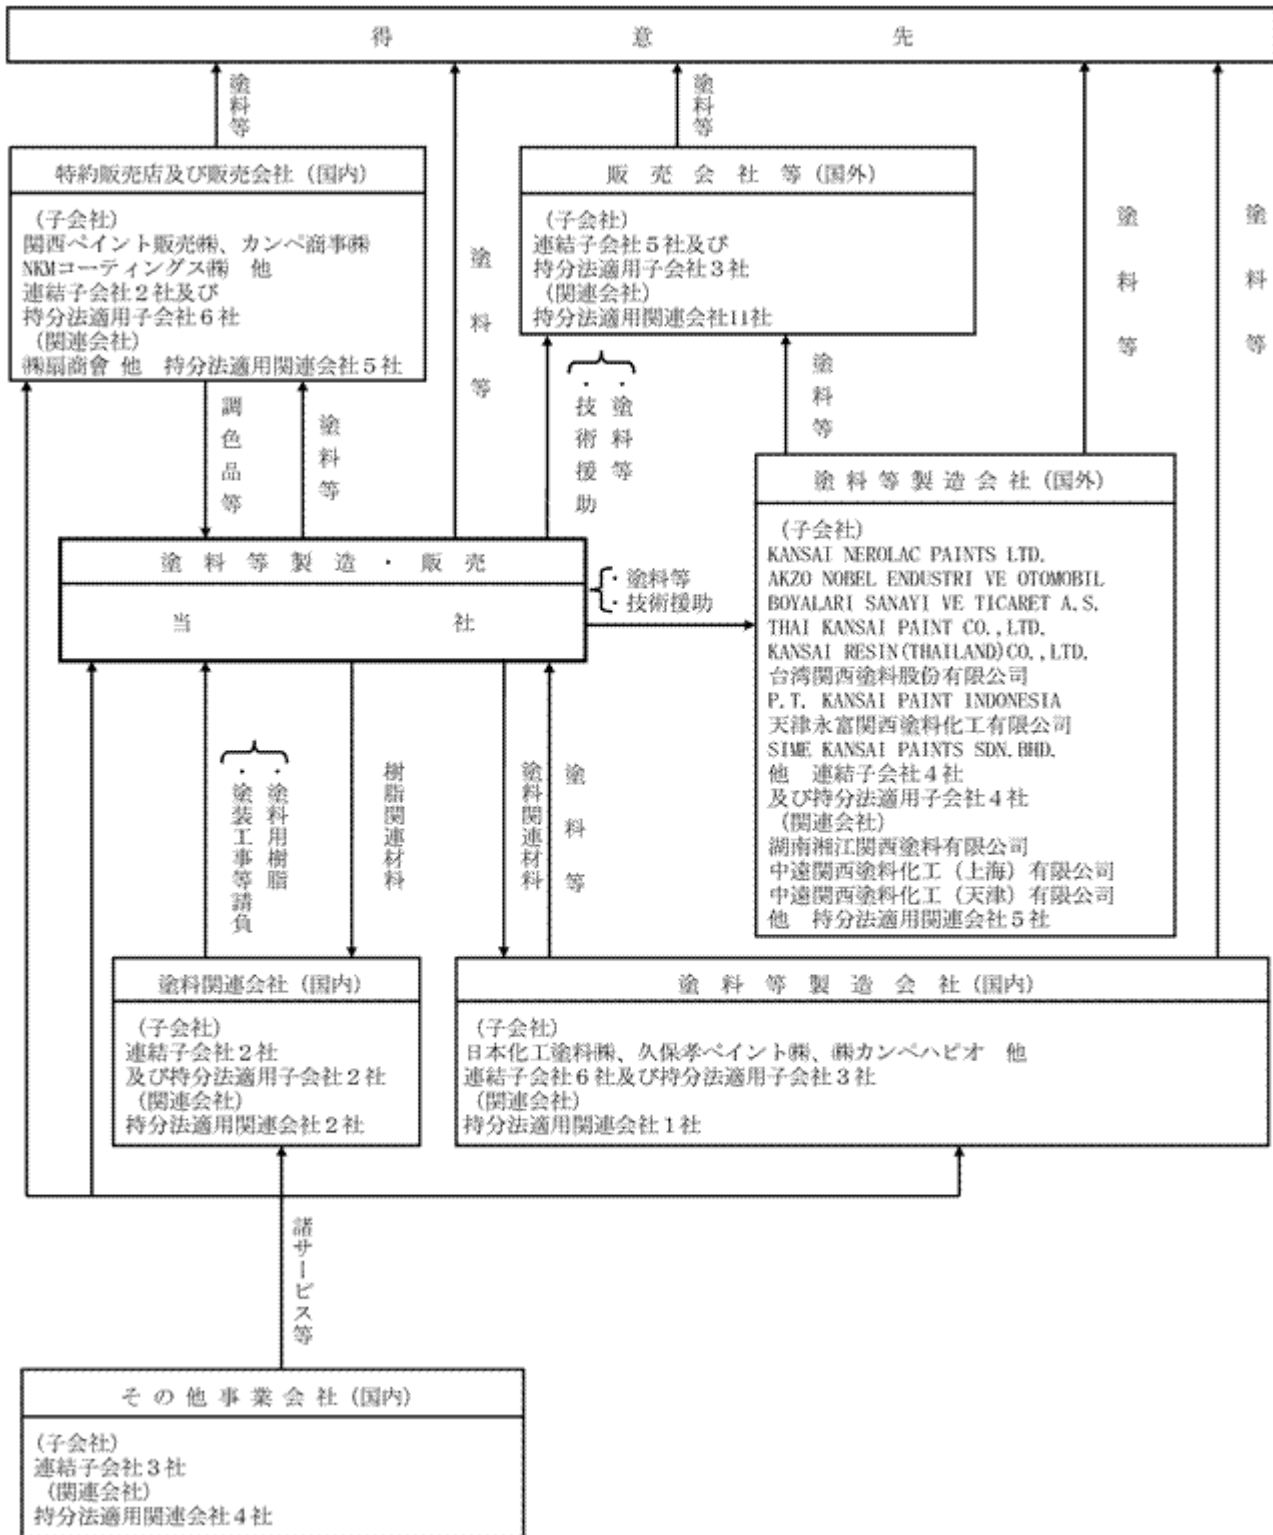 得意先
塗料等
塗料等
特約販売店及び販売会社（国内）
（子会社）
関西ペイント販売㈱、カンペ商事㈱
NKMコーティングス㈱　他
連結子会社２社及び
持分法適用子会社６社
（関連会社）
㈱扇商會 他　持分法適用関連会社５社
販売会社等（国外）
（子会社）
連結子会社５社及び
持分法適用子会社３社
（関連会社）
持分法適用関連会社11社
塗料等
塗料等
塗料等
調色品等
塗料等
・塗料等
・技術援助
塗料等
塗料等製造・販売
当社
・塗料等
・技術援助
塗料等製造会社（国外）
（子会社）
KANSAI NEROLAC PAINTS LTD.
AKZO NOBEL ENDUSTRI VE OTOMOBIL
BOYALARI SANAYI VE TICARET A.S.
THAI KANSAI PAINT CO.,LTD.
KANSAI RESIN(THAILAND)CO.,LTD.
台湾関西塗料股份有限公司
P.T. KANSAI PAINT INDONESIA
天津永富関西塗料化工有限公司
SIME KANSAI PAINTS SDN.BHD.
他　連結子会社４社
及び持分法適用子会社４社
（関連会社）
湖南湘江関西塗料有限公司
中遠関西塗料化工（上海）有限公司
中遠関西塗料化工（天津）有限公司
他　持分法適用関連会社５社
・塗料用樹脂
・塗装工事等請負
樹脂関連材料
塗料関連材料
塗料等
塗料関連会社（国内）
（子会社）
連結子会社２社
及び持分法適用子会社２社
（関連会社）
持分法適用関連会社２社
塗料等製造会社（国内）
（子会社）
日本化工塗料㈱、久保孝ペイント㈱、㈱カンペハピオ　他
連結子会社６社及び持分法適用子会社３社
（関連会社）
持分法適用関連会社１社
諸サービス等
その他事業会社（国内）
（子会社）
連結子会社３社
（関連会社）
持分法適用関連会社４社